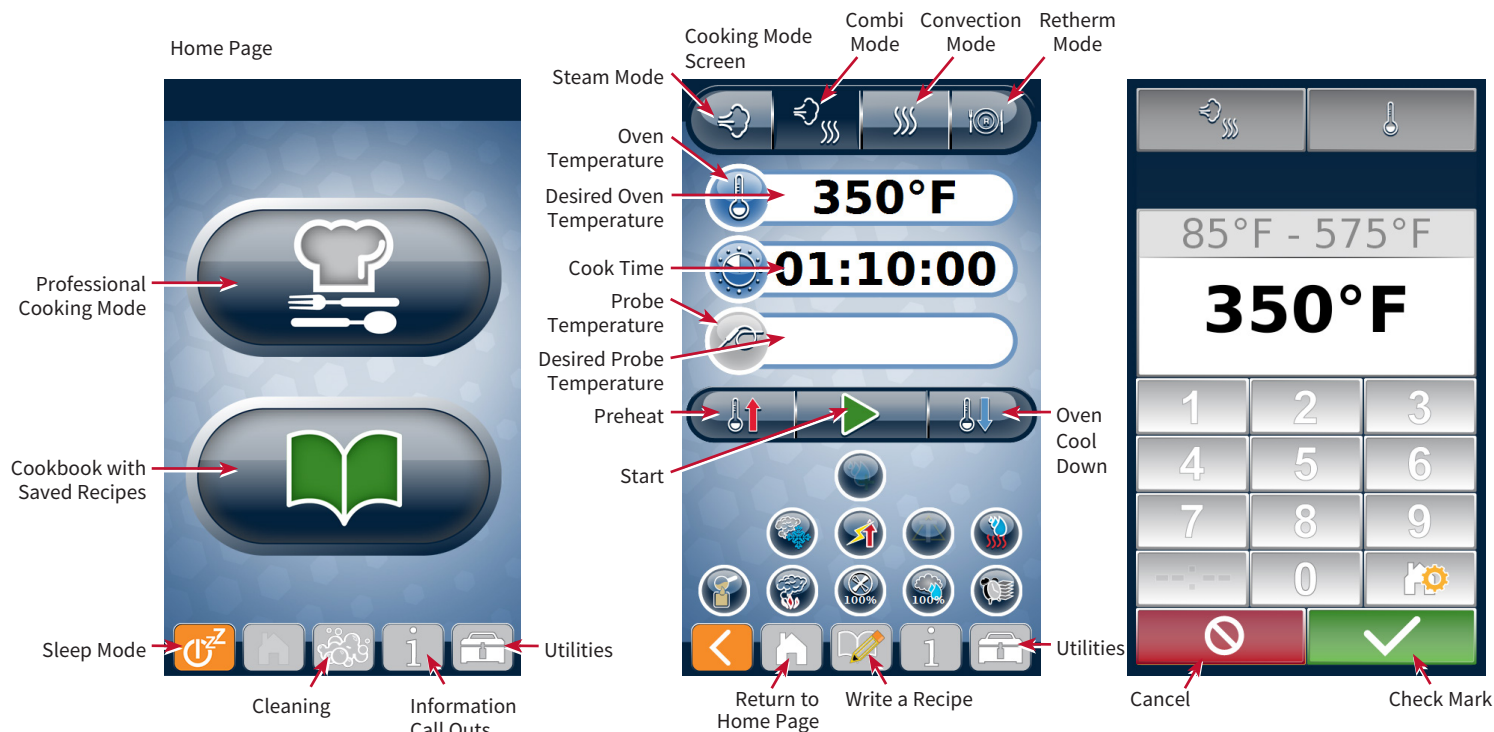 Home Page
Professional
Cooking Mode
Cookbook with
Saved Recipes
Sleep Mode
zZZ
i
Utilities
Cleaning
Information
Call Outs
Cooking Mode
Screen
Combi
Mode
Convection
Mode
Retherm
Mode
Steam Mode
R
Oven
Temperature
Desired Oven
Temperature
350°F
Cook Time
01:10:00
Probe
Temperature
Desired Probe
Temperature
Preheat
Start
Oven
Cool
Down
100%
100%
i
Utilities
Return to
Home Page
Write a Recipe
85°F - 575°F
350°F
1 2 3
4 5 6
7 8 9
--:-- 0
Cancel
Check Mark